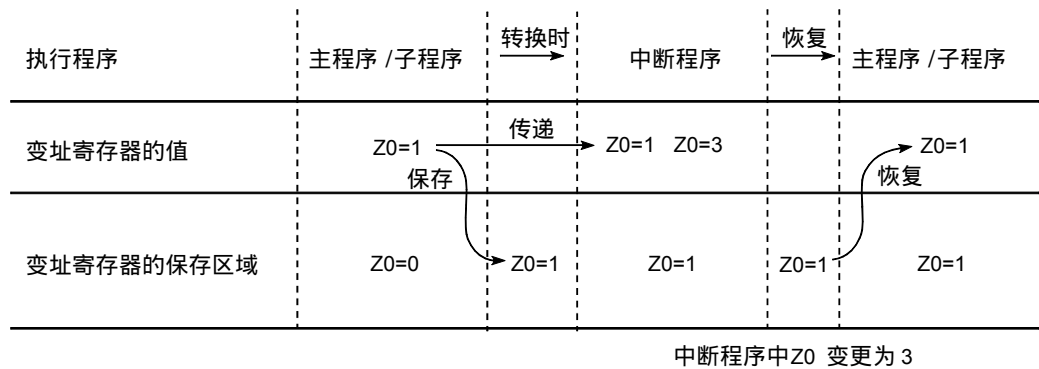 执行程序 主程序 /子程序 转换时 中断程序 恢复 主程序 /子程序
变址寄存器的值 Z0=1 传递 Z0=1 Z0=3 Z0=1
保存 恢复
变址寄存器的保存区域 Z0=0 Z0=1 Z0=1 Z0=1 Z0=1
中断程序中Z0 变更为 3